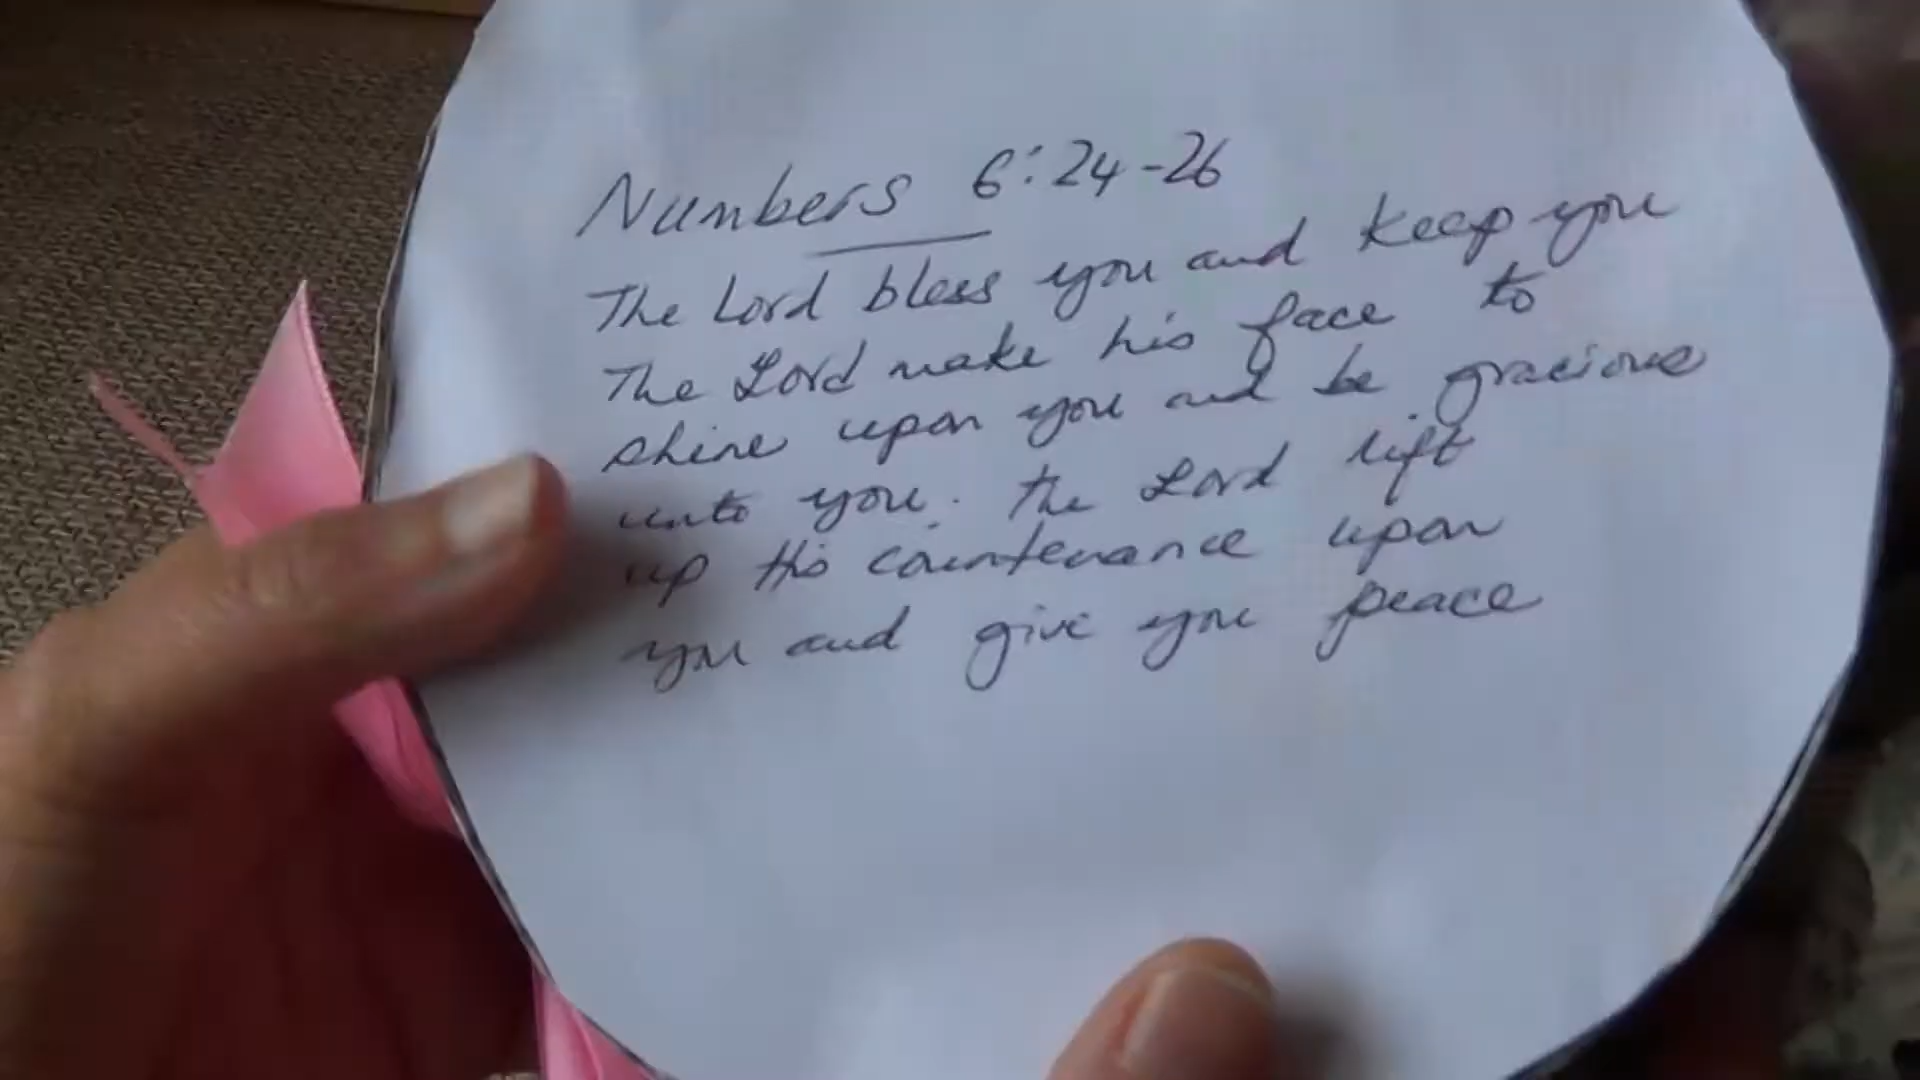 Numbers 6:24-26
The Lord bless you and keep you
The Lord make his face to
shine upon you and be gracious
unto you. The Lord lift
up His countenance upon
you and give you peace